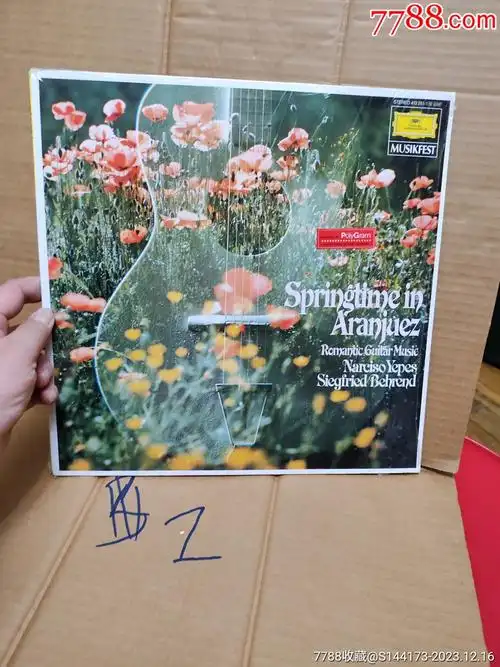 7788.com
MUSIKFEST
PolyGram
Springtime in
Aranjuez
Romantic Guitar Music
Narciso Yepes
Siegfried Behrend
1
7788收藏@S144173-2023.12.16